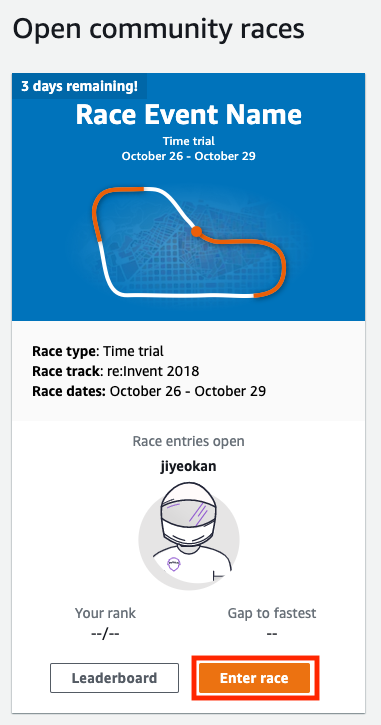 Open community races
3 days remaining!
Race Event Name
Time trial
October 26 - October 29
Race type: Time trial
Race track: re:Invent 2018
Race dates: October 26 - October 29
Race entries open
jiyeokan
Your rank
Gap to fastest
--/--
--
Leaderboard
Enter race